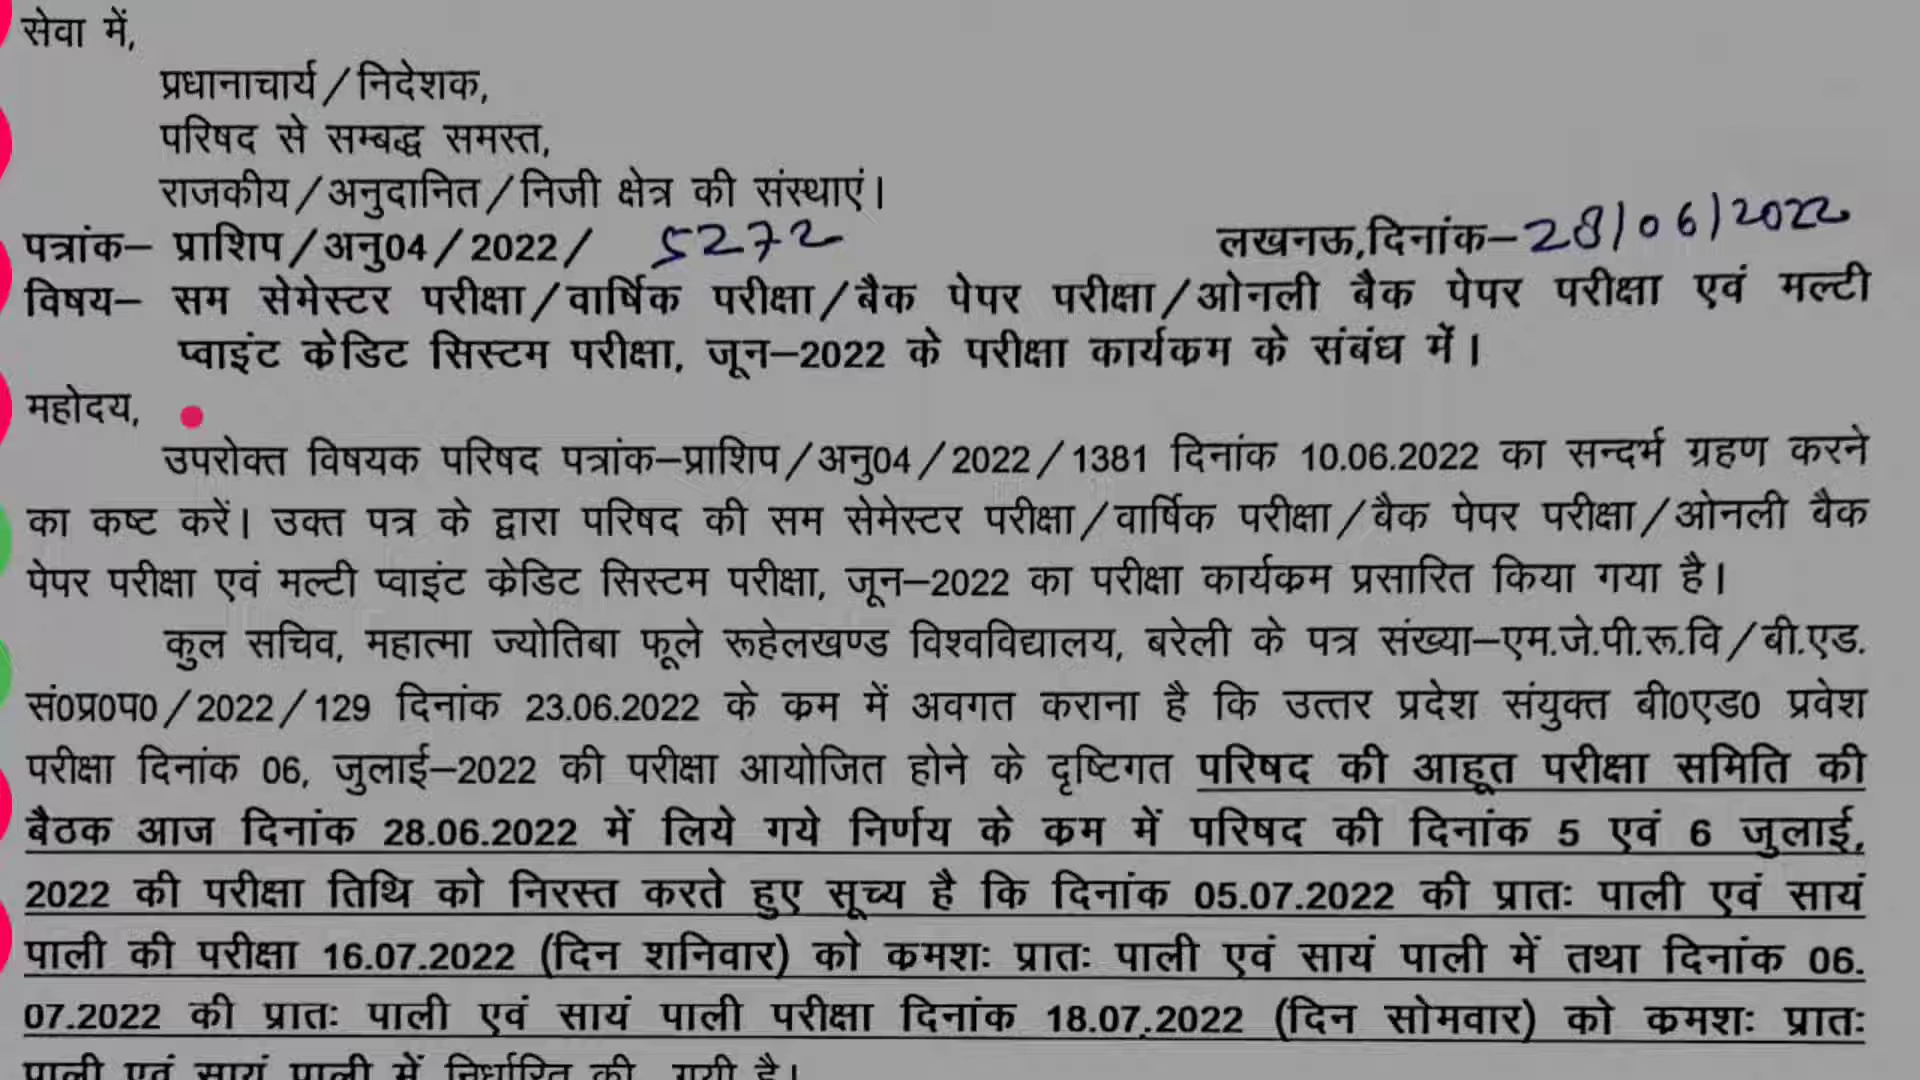 सेवा में,
प्रधानाचार्य/निदेशक,
परिषद से सम्बद्ध समस्त,
राजकीय/अनुदानित/निजी क्षेत्र की संस्थाएं।
पत्रांक– प्राशिप/अनु04/2022/ 5272 लखनऊ,दिनांक–28/06/2022
विषय– सम सेमेस्टर परीक्षा/वार्षिक परीक्षा/बैक पेपर परीक्षा/ओनली बैक पेपर परीक्षा एवं मल्टी
प्वाइंट केडिट सिस्टम परीक्षा, जून–2022 के परीक्षा कार्यकम के संबंध में।
महोदय,
उपरोक्त विषयक परिषद पत्रांक–प्राशिप/अनु04/2022/1381 दिनांक 10.06.2022 का सन्दर्भ ग्रहण करने
का कष्ट करें। उक्त पत्र के द्वारा परिषद की सम सेमेस्टर परीक्षा/वार्षिक परीक्षा/बैक पेपर परीक्षा/ओनली बैक
पेपर परीक्षा एवं मल्टी प्वाइंट केडिट सिस्टम परीक्षा, जून–2022 का परीक्षा कार्यकम प्रसारित किया गया है।
कुल सचिव, महात्मा ज्योतिबा फूले रूहेलखण्ड विश्वविद्यालय, बरेली के पत्र संख्या–एम.जे.पी.रू.वि/बी.एड.
सं0प्र0प0/2022/129 दिनांक 23.06.2022 के कम में अवगत कराना है कि उत्तर प्रदेश संयुक्त बी0एड0 प्रवेश
परीक्षा दिनांक 06, जुलाई–2022 की परीक्षा आयोजित होने के दृष्टिगत परिषद की आहूत परीक्षा समिति की
बैठक आज दिनांक 28.06.2022 में लिये गये निर्णय के कम में परिषद की दिनांक 5 एवं 6 जुलाई,
2022 की परीक्षा तिथि को निरस्त करते हुए सूच्य है कि दिनांक 05.07.2022 की प्रातः पाली एवं सायं
पाली की परीक्षा 16.07.2022 (दिन शनिवार) को कमशः प्रातः पाली एवं सायं पाली में तथा दिनांक 06.
07.2022 की प्रातः पाली एवं सायं पाली परीक्षा दिनांक 18.07.2022 (दिन सोमवार) को कमशः प्रातः
पाली एवं सायं पाली में निर्धारित की गयी है।